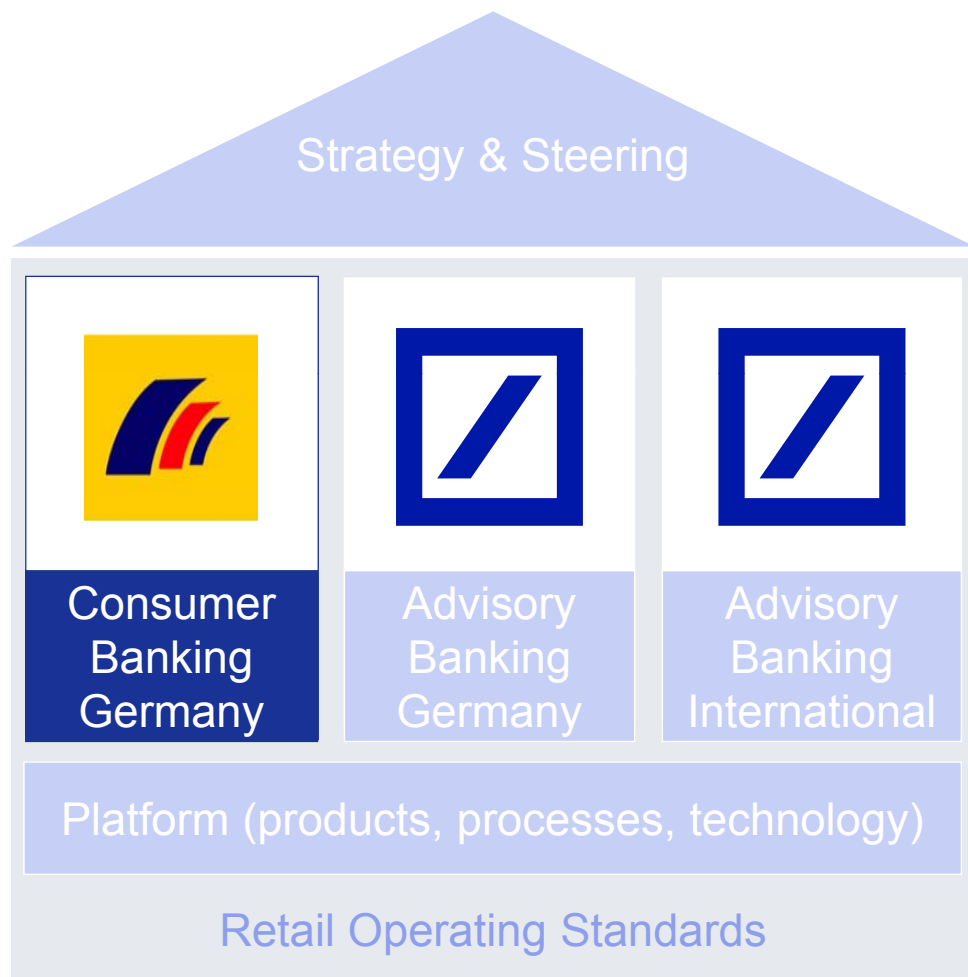 Strategy & Steering
Consumer
Banking
Germany
Advisory
Banking
Germany
Advisory
Banking
International
Platform (products, processes, technology)
Retail Operating Standards